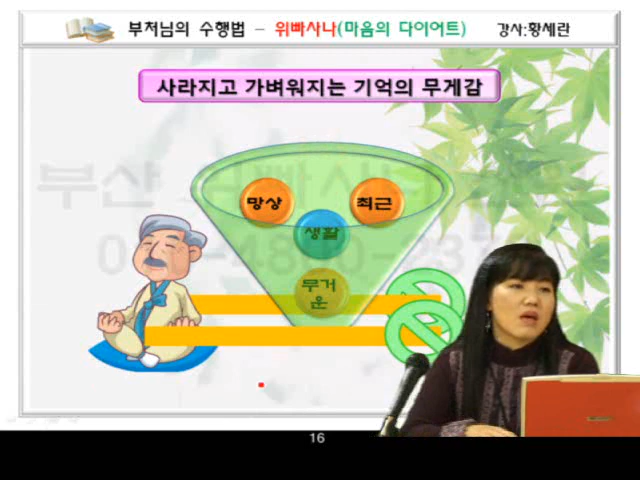 부처님의 수행법 – 위빠사나(마음의 다이어트) 강사:황세란
사라지고 가벼워지는 기억의 무게감
부산
망상
최근
생활
무거
운
16